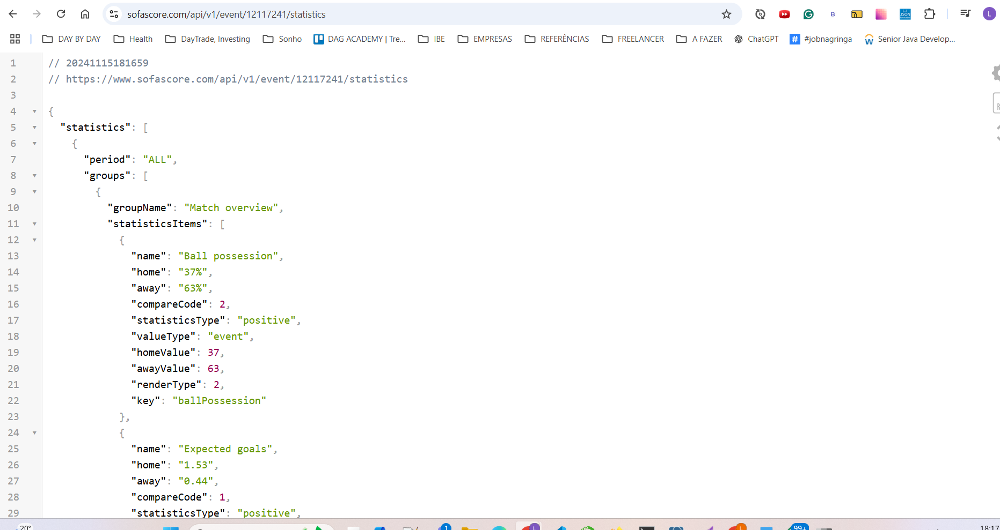 sofascore.com/api/v1/event/12117241/statistics
B
L
DAY BY DAY Health DayTrade, Investing Sonho DAG ACADEMY | Tre... IBE EMPRESAS REFERÊNCIAS FREELANCER A FAZER ChatGPT # #jobnagringa Senior Java Develop...
1 // 20241115181659
2 // https://www.sofascore.com/api/v1/event/12117241/statistics
3
4 {
5 "statistics": [
6 {
7 "period": "ALL",
8 "groups": [
9 {
10 "groupName": "Match overview",
11 "statisticsItems": [
12 {
13 "name": "Ball possession",
14 "home": "37%",
15 "away": "63%",
16 "compareCode": 2,
17 "statisticsType": "positive",
18 "valueType": "event",
19 "homeValue": 37,
20 "awayValue": 63,
21 "renderType": 2,
22 "key": "ballPossession"
23 },
24 {
25 "name": "Expected goals",
26 "home": "1.53",
27 "away": "0.44",
28 "compareCode": 1,
29 "statisticsType": "positive",
20° 1 L 99+ 18:17